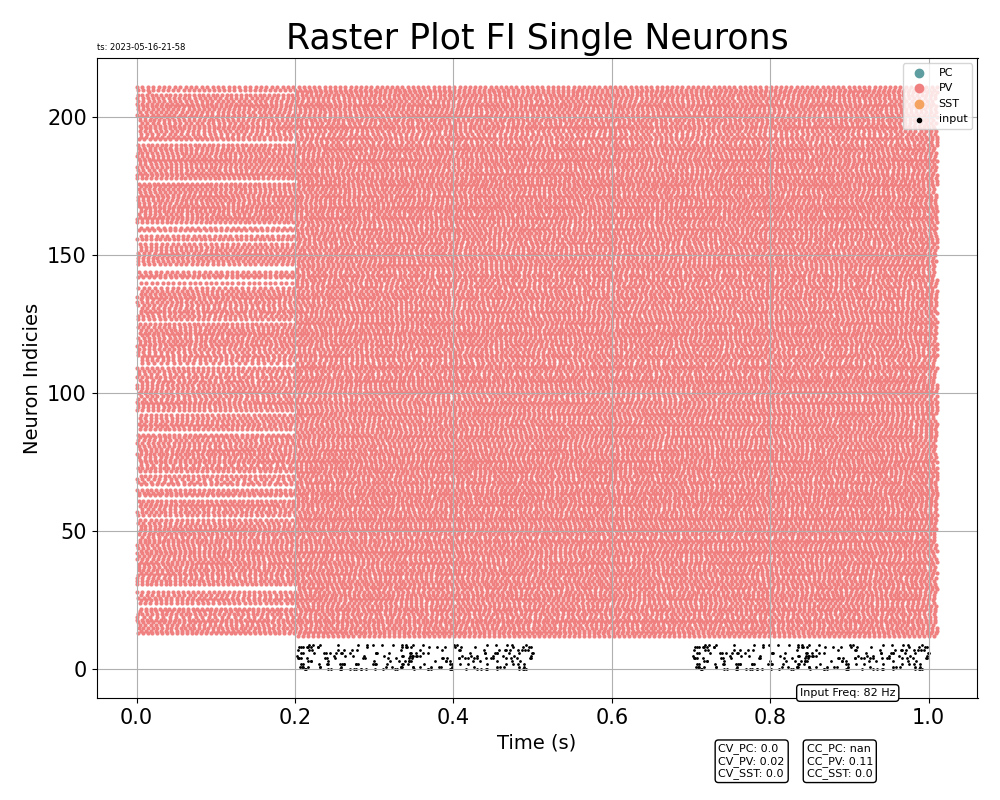 Raster Plot FI Single Neurons
ts: 2023-05-16-21-58
PC
PV
SST
input
200
150
100
50
0
Neuron Indicies
0.0 0.2 0.4 0.6 0.8 1.0
Time (s)
Input Freq: 82 Hz
CV_PC: 0.0
CV_PV: 0.02
CV_SST: 0.0
CC_PC: nan
CC_PV: 0.11
CC_SST: 0.0